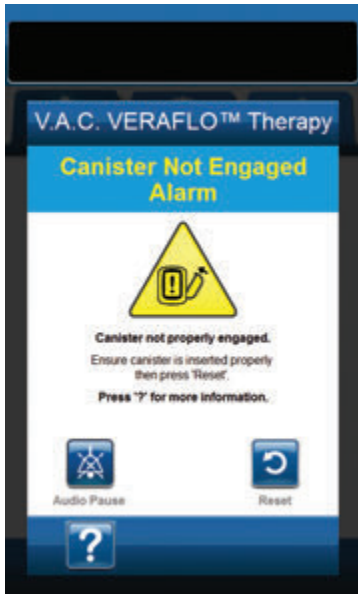 V.A.C. VERAFLO™ Therapy
Canister Not Engaged
Alarm
Canister not properly engaged.
Ensure canister is inserted properly
then press 'Reset'.
Press '?' for more information.
Audio Pause
Reset
?